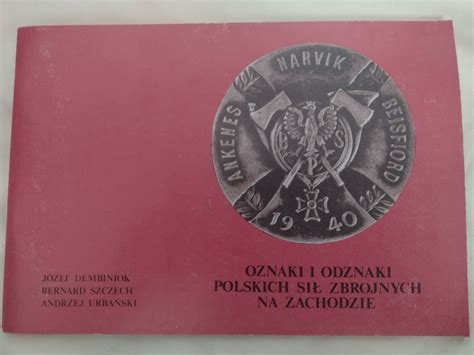 ANKENES
NARVIK
BEISFIORD
1940
OZNAKI I ODZNAKI
POLSKICH SIŁ ZBROJNYCH
NA ZACHODZIE
JÓZEF DEMBINIOK
BERNARD SZCZECH
ANDRZEJ URBAŃSKI